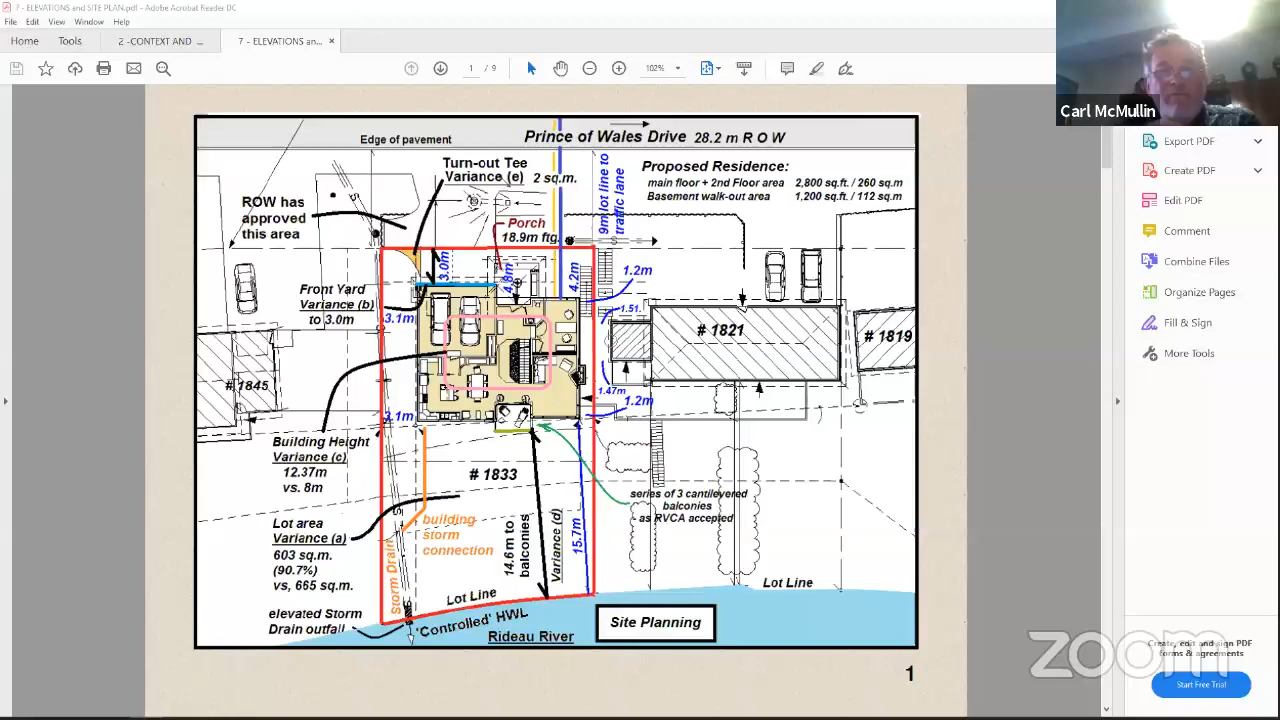 7 - ELEVATIONS and SITE PLAN.pdf - Adobe Acrobat Reader DC
File Edit View Window Help
Home Tools 2 -CONTEXT AND ... 7 - ELEVATIONS an... ×
1 / 9 102%
Carl McMullin
Export PDF
Create PDF
Edit PDF
Comment
Combine Files
Organize Pages
Fill & Sign
More Tools
Create, edit and sign PDF
forms & agreements
Start Free Trial
Edge of pavement
Prince of Wales Drive 28.2 m R O W
Turn-out Tee
Variance (e) 2 sq.m.
9m lot line to
traffic lane
Proposed Residence:
main floor + 2nd Floor area 2,800 sq.ft. / 260 sq.m
Basement walk-out area 1,200 sq.ft. / 112 sq.m
ROW has
approved
this area
Porch
18.9m ftg.
3.0m
4.8m
4.2m
1.2m
Front Yard
Variance (b)
to 3.0m
3.1m
1.51.
# 1821
# 1819
# 1845
1.47m
1.2m
3.1m
Building Height
Variance (c)
12.37m
vs. 8m
# 1833
series of 3 cantilevered
balconies
as RVCA accepted
Lot area
Variance (a)
603 sq.m.
(90.7%)
vs, 665 sq.m.
building
storm
connection
14.6m to
balconies
Variance (d)
15.7m
Storm Drain
S
S
Lot Line
Lot Line
elevated Storm
Drain outfall
'Controlled' HWL
Rideau River
Site Planning
1
ZOOM